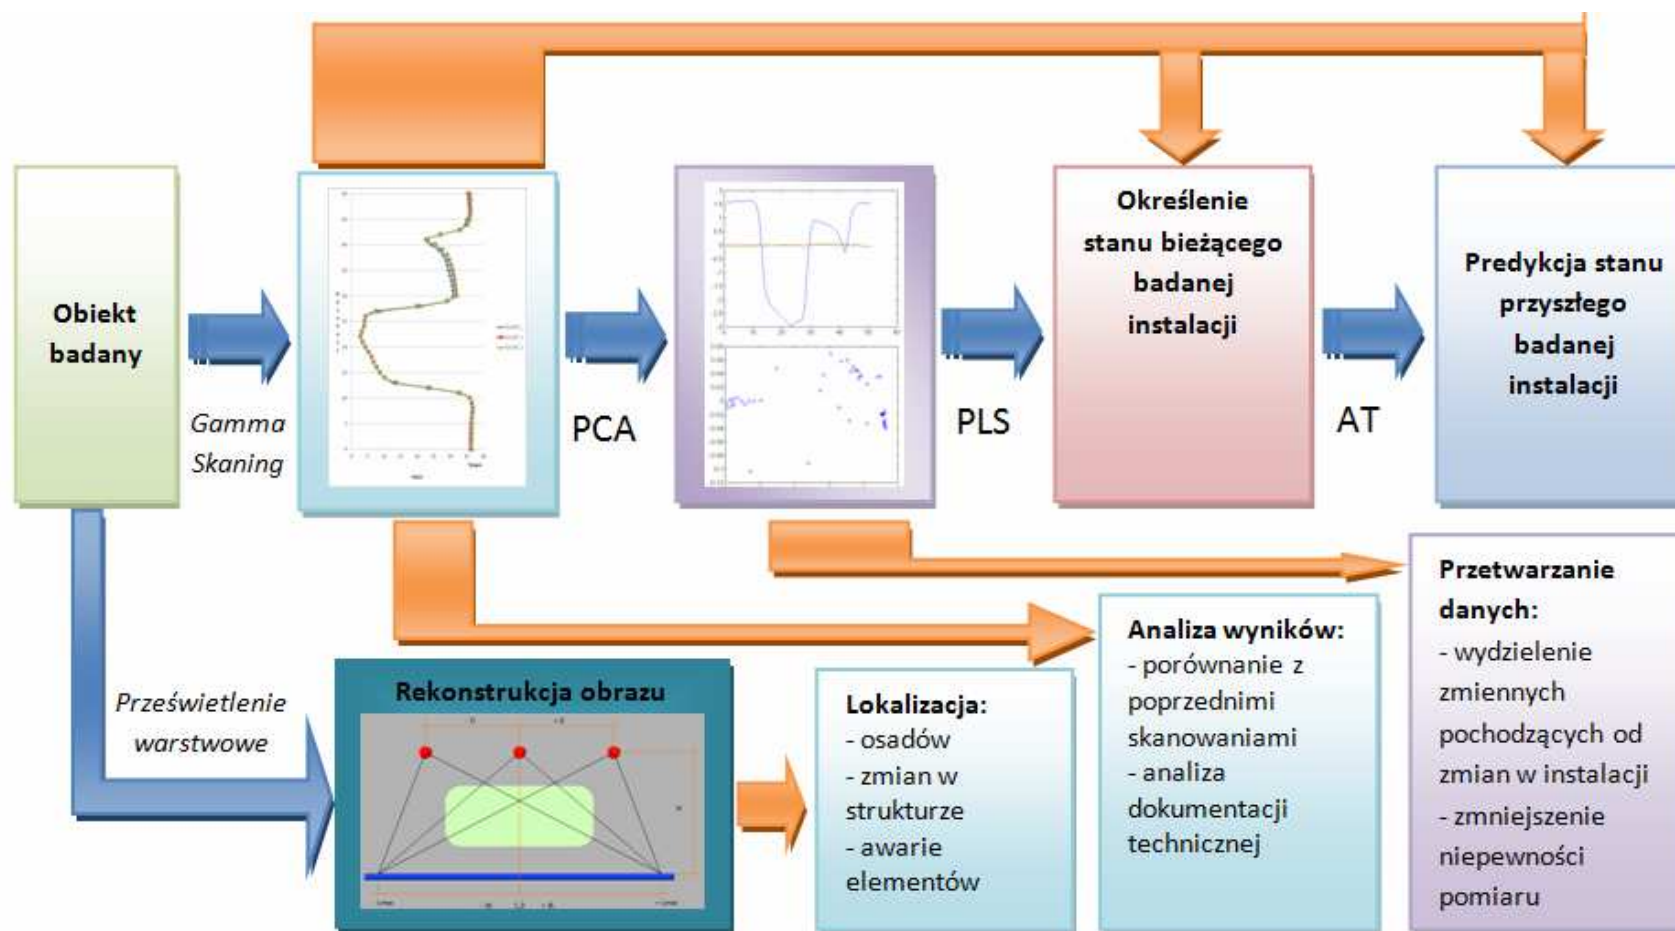 Obiekt
badany
Gamma
Skaning
PCA
PLS
Określenie
stanu bieżącego
badanej
instalacji
AT
Predykcja stanu
przyszłego
badanej
instalacji
Prześwietlenie
warstwowe
Rekonstrukcja obrazu
Lokalizacja:
- osadów
- zmian w
strukturze
- awarie
elementów
Analiza wyników:
- porównanie z
poprzednimi
skanowaniami
- analiza
dokumentacji
technicznej
Przetwarzanie
danych:
- wydzielenie
zmiennych
pochodzących od
zmian w instalacji
- zmniejszenie
niepewności
pomiaru